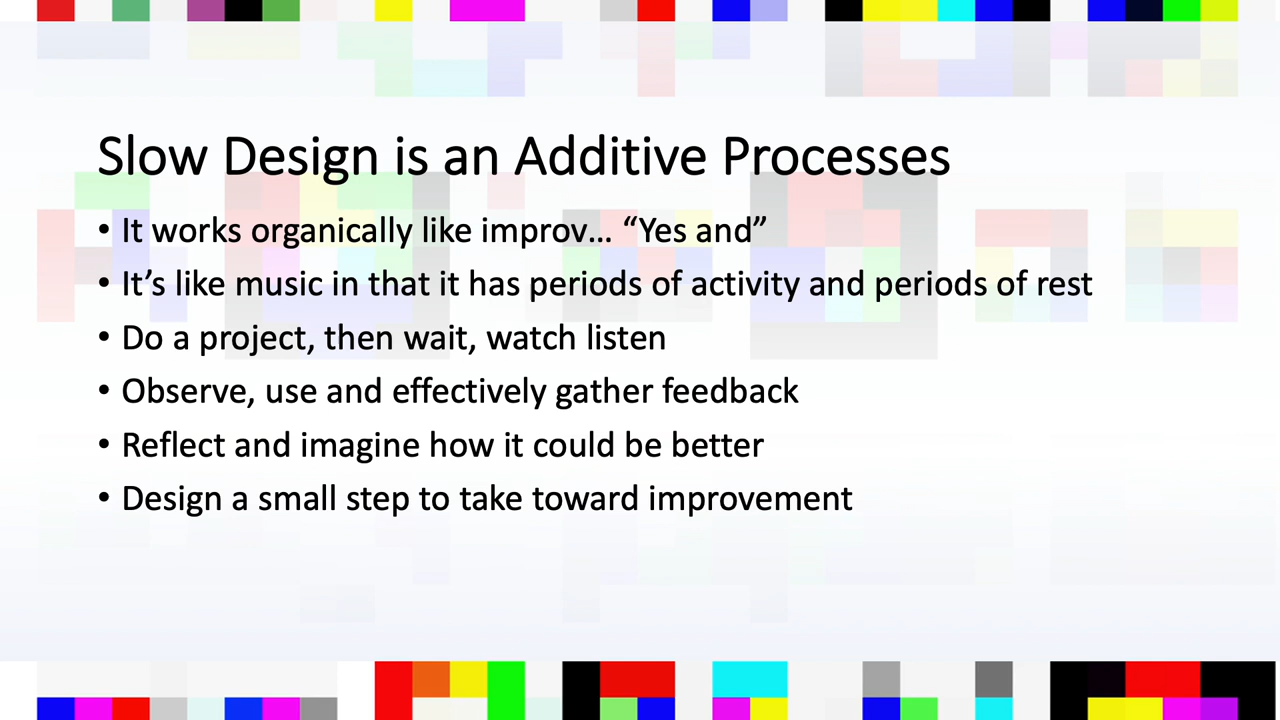 Slow Design is an Additive Processes
• It works organically like improv… “Yes and”
• It’s like music in that it has periods of activity and periods of rest
• Do a project, then wait, watch listen
• Observe, use and effectively gather feedback
• Reflect and imagine how it could be better
• Design a small step to take toward improvement